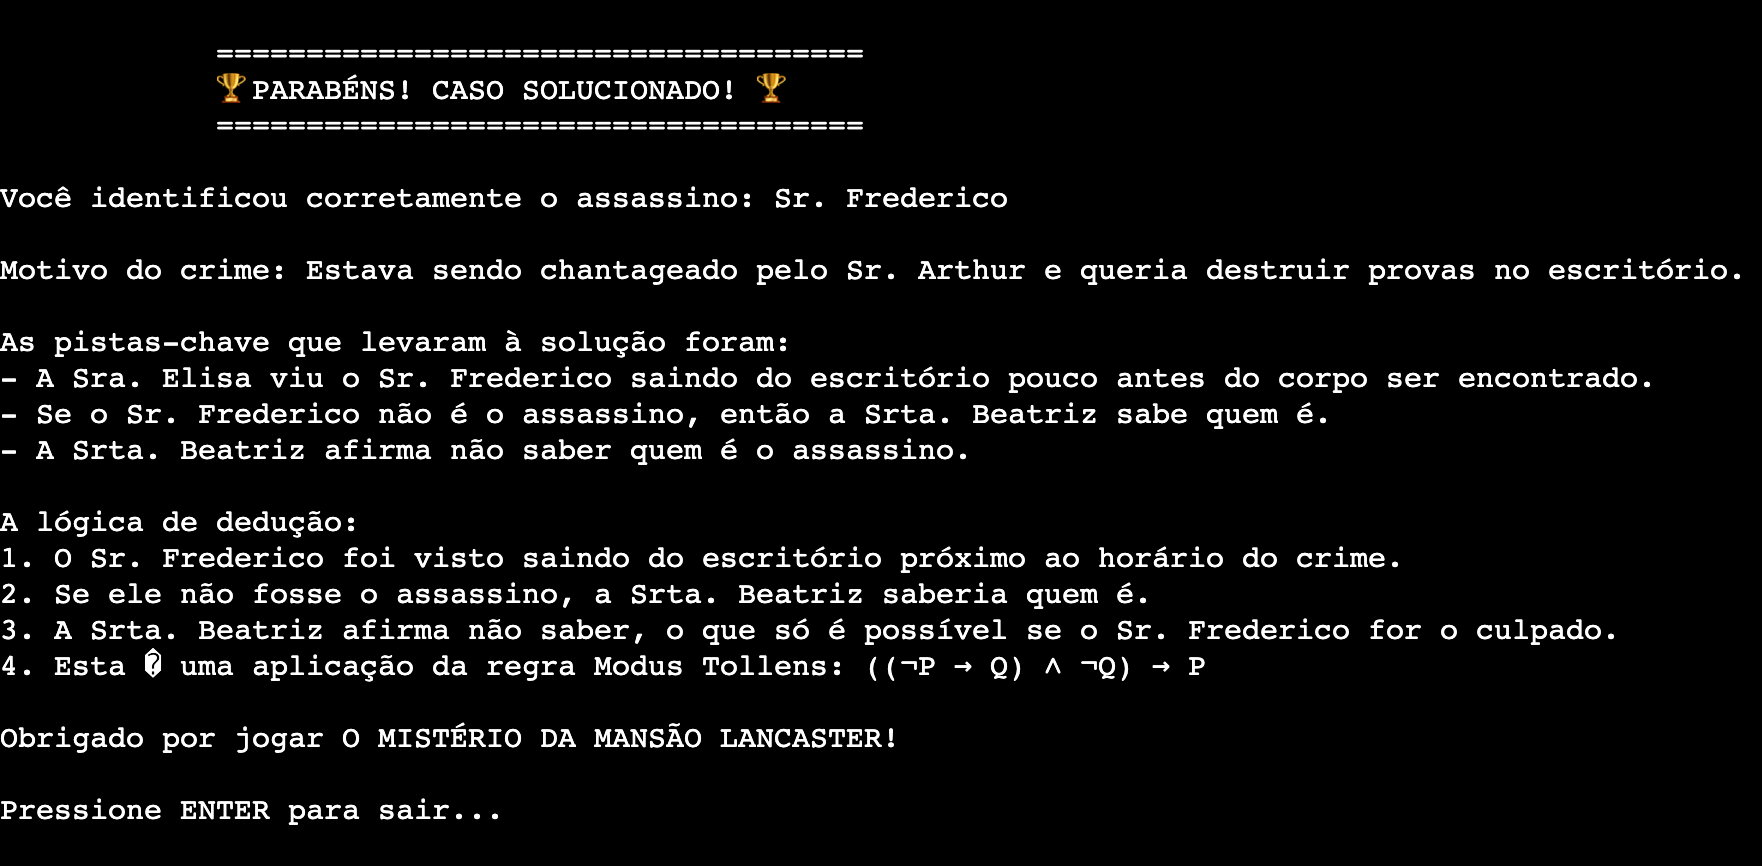 ====================================
🏆PARABÉNS! CASO SOLUCIONADO! 🏆
====================================
Você identificou corretamente o assassino: Sr. Frederico
Motivo do crime: Estava sendo chantageado pelo Sr. Arthur e queria destruir provas no escritório.
As pistas-chave que levaram à solução foram:
- A Sra. Elisa viu o Sr. Frederico saindo do escritório pouco antes do corpo ser encontrado.
- Se o Sr. Frederico não é o assassino, então a Srta. Beatriz sabe quem é.
- A Srta. Beatriz afirma não saber quem é o assassino.
A lógica de dedução:
1. O Sr. Frederico foi visto saindo do escritório próximo ao horário do crime.
2. Se ele não fosse o assassino, a Srta. Beatriz saberia quem é.
3. A Srta. Beatriz afirma não saber, o que só é possível se o Sr. Frederico for o culpado.
4. Esta � uma aplicação da regra Modus Tollens: ((¬P → Q) ∧ ¬Q) → P
Obrigado por jogar O MISTÉRIO DA MANSÃO LANCASTER!
Pressione ENTER para sair...